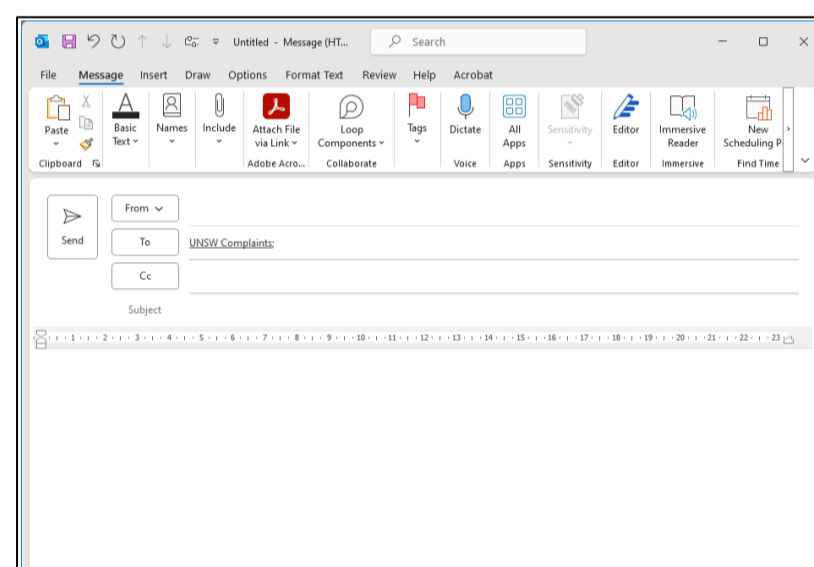 Untitled - Message (HT... Search
File Message Insert Draw Options Format Text Review Help Acrobat
Paste Basic Text Names Include Attach File via Link Loop Components Tags Dictate All Apps Sensitivity Editor Immersive Reader New Scheduling P
Clipboard Adobe Acro... Collaborate Voice Apps Sensitivity Editor Immersive Find Time
From
Send To UNSW Complaints;
Cc
Subject
1 2 3 4 5 6 7 8 9 10 11 12 13 14 15 16 17 18 19 20 21 22 23